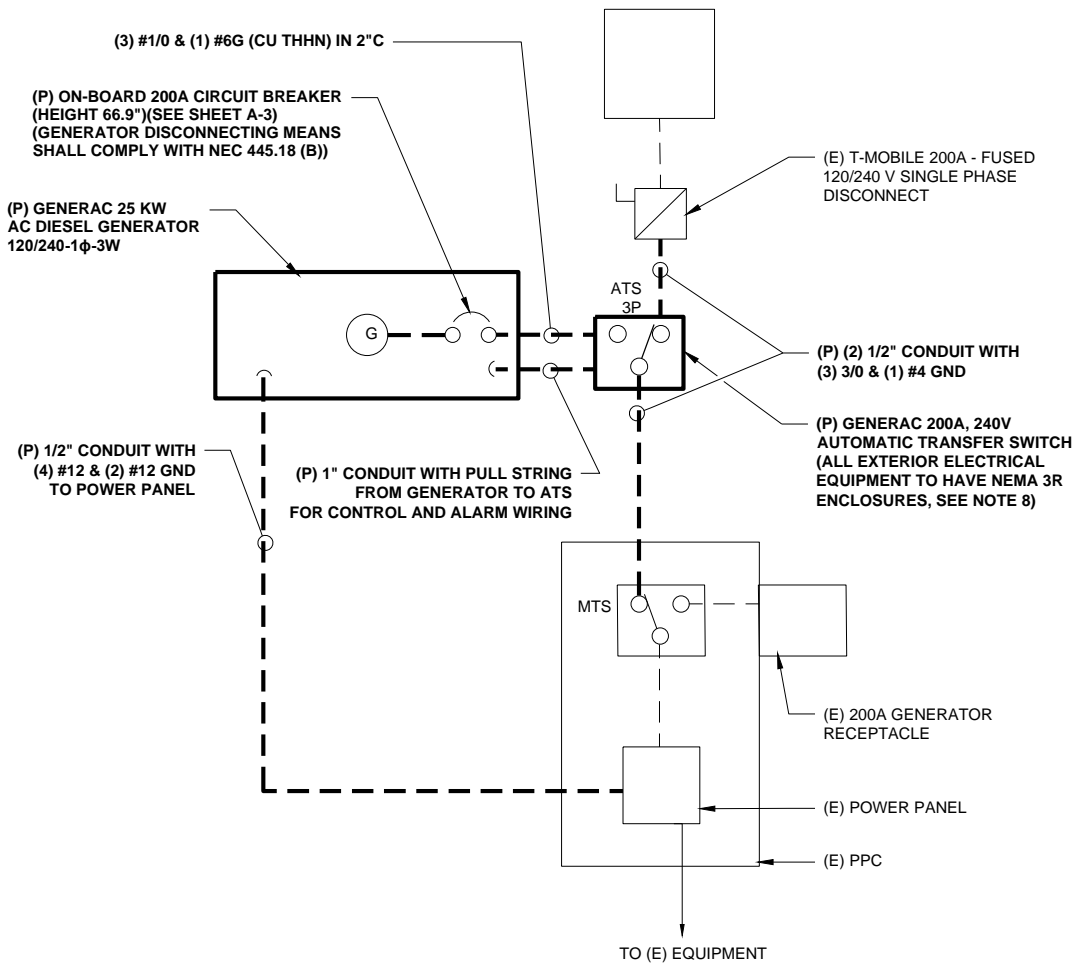 (3) #1/0 & (1) #6G (CU THHN) IN 2"C
(P) ON-BOARD 200A CIRCUIT BREAKER
(HEIGHT 66.9")(SEE SHEET A-3)
(GENERATOR DISCONNECTING MEANS
SHALL COMPLY WITH NEC 445.18 (B))
(E) T-MOBILE 200A - FUSED
120/240 V SINGLE PHASE
DISCONNECT
(P) GENERAC 25 KW
AC DIESEL GENERATOR
120/240-1ϕ-3W
ATS
3P
G
(P) (2) 1/2" CONDUIT WITH
(3) 3/0 & (1) #4 GND
(P) GENERAC 200A, 240V
AUTOMATIC TRANSFER SWITCH
(ALL EXTERIOR ELECTRICAL
EQUIPMENT TO HAVE NEMA 3R
ENCLOSURES, SEE NOTE 8)
(P) 1/2" CONDUIT WITH
(4) #12 & (2) #12 GND
TO POWER PANEL
(P) 1" CONDUIT WITH PULL STRING
FROM GENERATOR TO ATS
FOR CONTROL AND ALARM WIRING
MTS
(E) 200A GENERATOR
RECEPTACLE
(E) POWER PANEL
(E) PPC
TO (E) EQUIPMENT